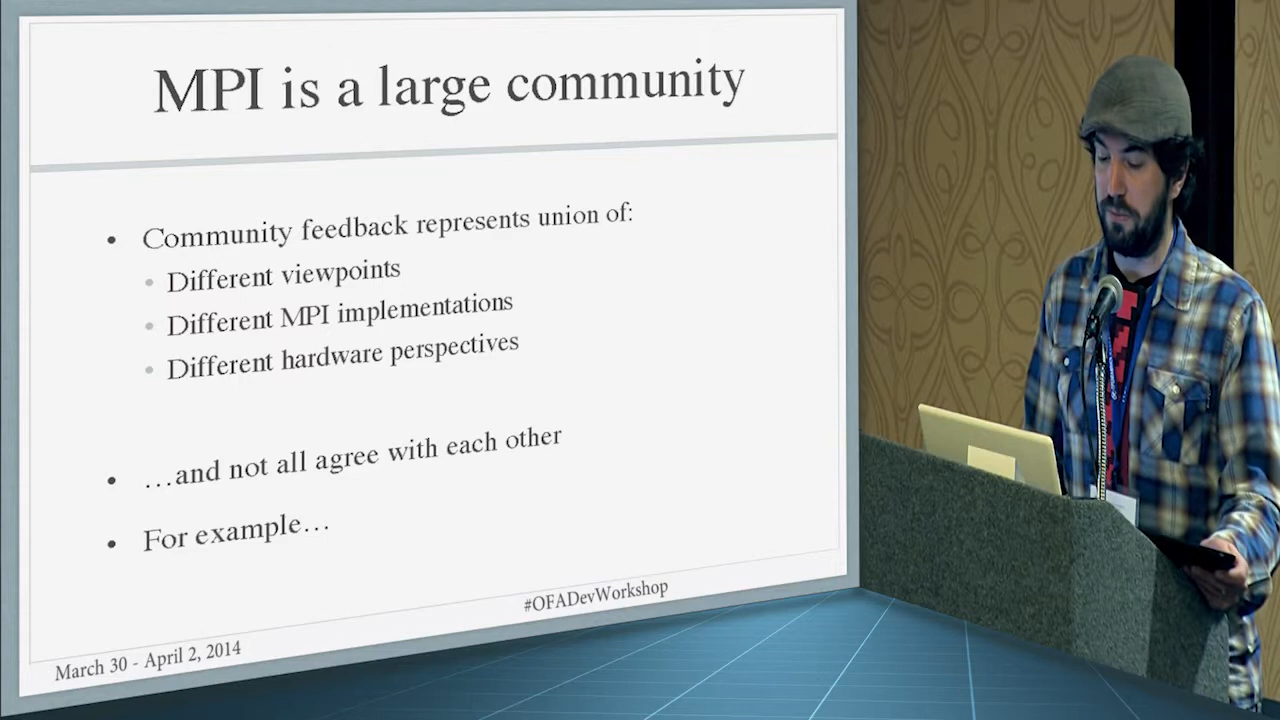 MPI is a large community
• Community feedback represents union of:
• Different viewpoints
• Different MPI implementations
• Different hardware perspectives
• …and not all agree with each other
• For example…
#OFADevWorkshop
March 30 - April 2, 2014